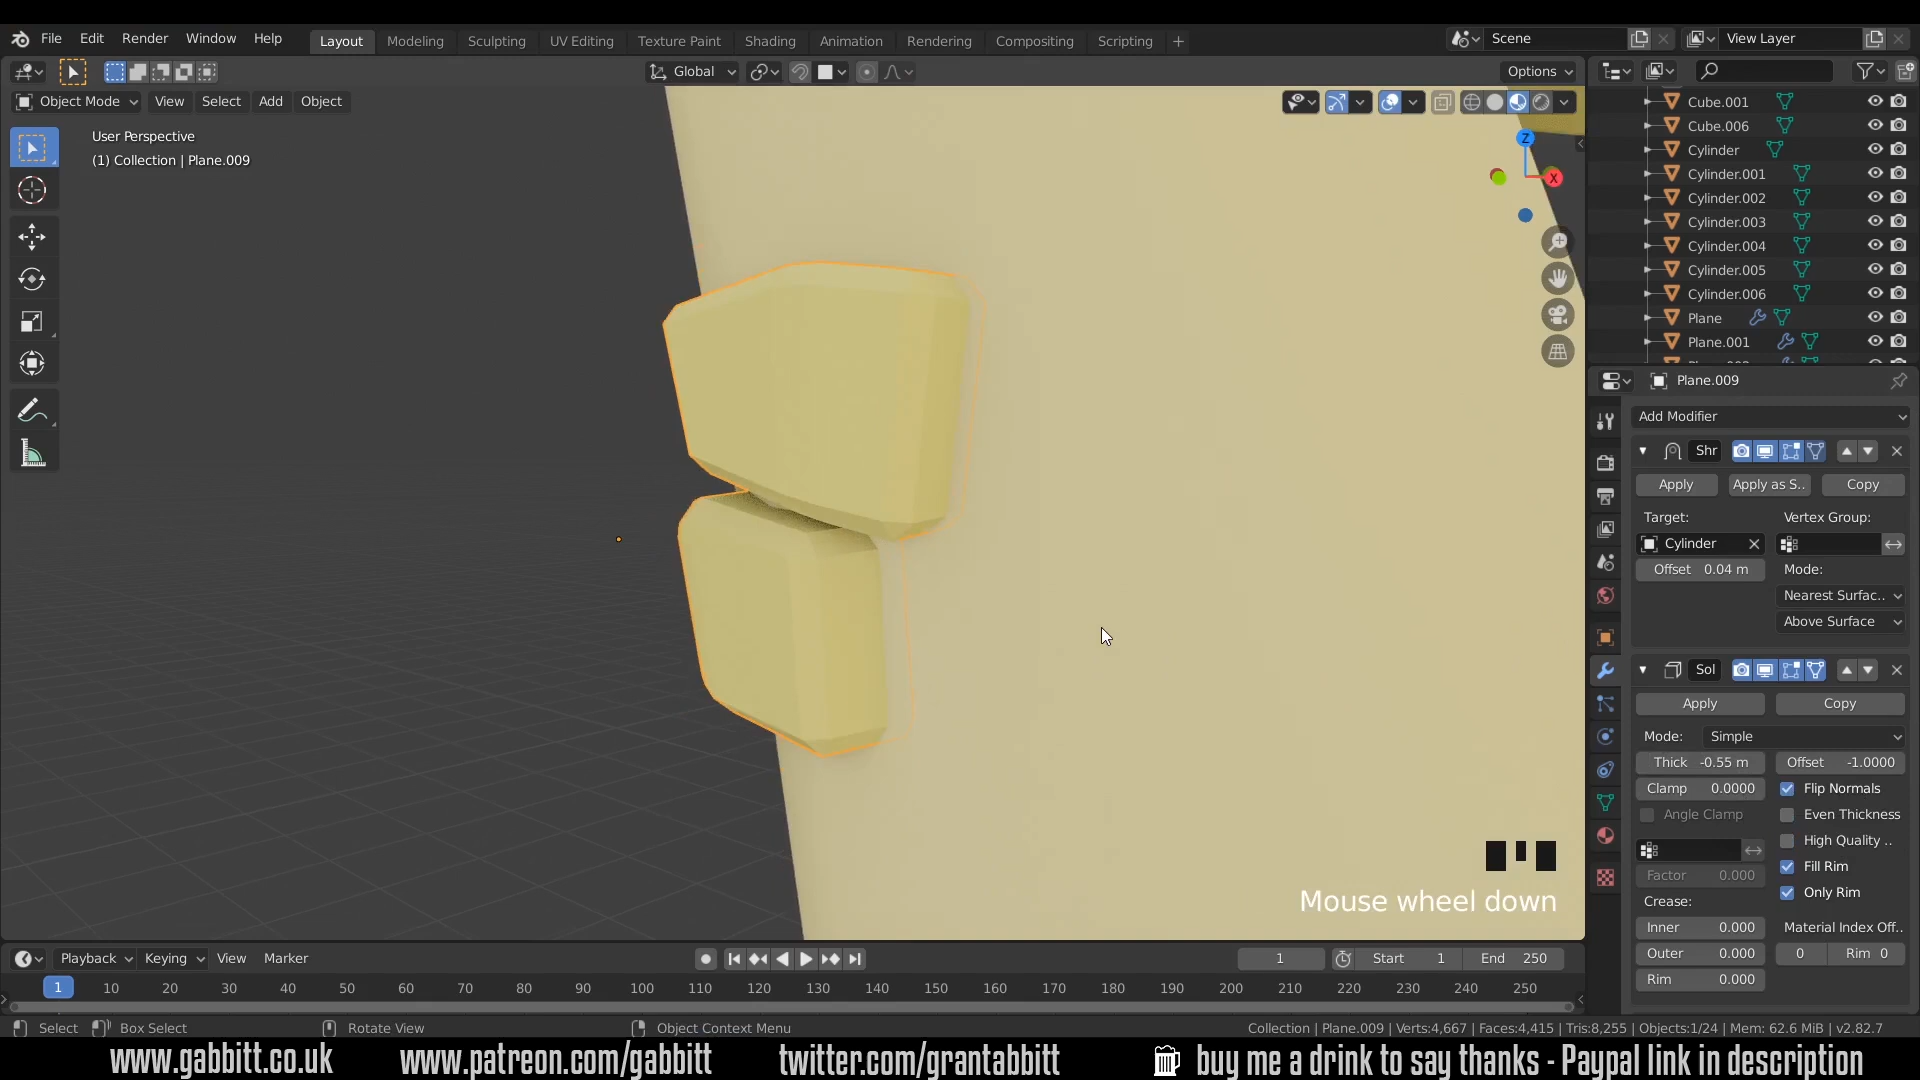 File Edit Render Window Help Layout Modeling Sculpting UV Editing Texture Paint Shading Animation Rendering Compositing Scripting + Scene View Layer
Global Options
Object Mode View Select Add Object
User Perspective
(1) Collection | Plane.009
Z
X
Cube.001
Cube.006
Cylinder
Cylinder.001
Cylinder.002
Cylinder.003
Cylinder.004
Cylinder.005
Cylinder.006
Plane
Plane.001
Plane.009
Add Modifier
Shr
Apply Apply as S.. Copy
Target: Vertex Group:
Cylinder
Offset 0.04 m Mode:
Nearest Surfac..
Above Surface
Sol
Apply Copy
Mode: Simple
Thick -0.55 m Offset -1.0000
Clamp 0.0000 Flip Normals
Angle Clamp Even Thickness
High Quality ..
Fill Rim
Factor 0.000
Only Rim
Crease:
Inner 0.000 Material Index Off..
Outer 0.000 0 Rim 0
Rim 0.000
Mouse wheel down
Playback Keying View Marker 1 Start 1 End 250
1 10 20 30 40 50 60 70 80 90 100 110 120 130 140 150 160 170 180 190 200 210 220 230 240 250
Select Box Select Rotate View Object Context Menu Collection | Plane.009 | Verts:4,667 | Faces:4,415 | Tris:8,255 | Objects:1/24 | Mem: 62.6 MiB | v2.82.7
www.gabbitt.co.uk www.patreon.com/gabbitt twitter.com/grantabbitt buy me a drink to say thanks - Paypal link in description